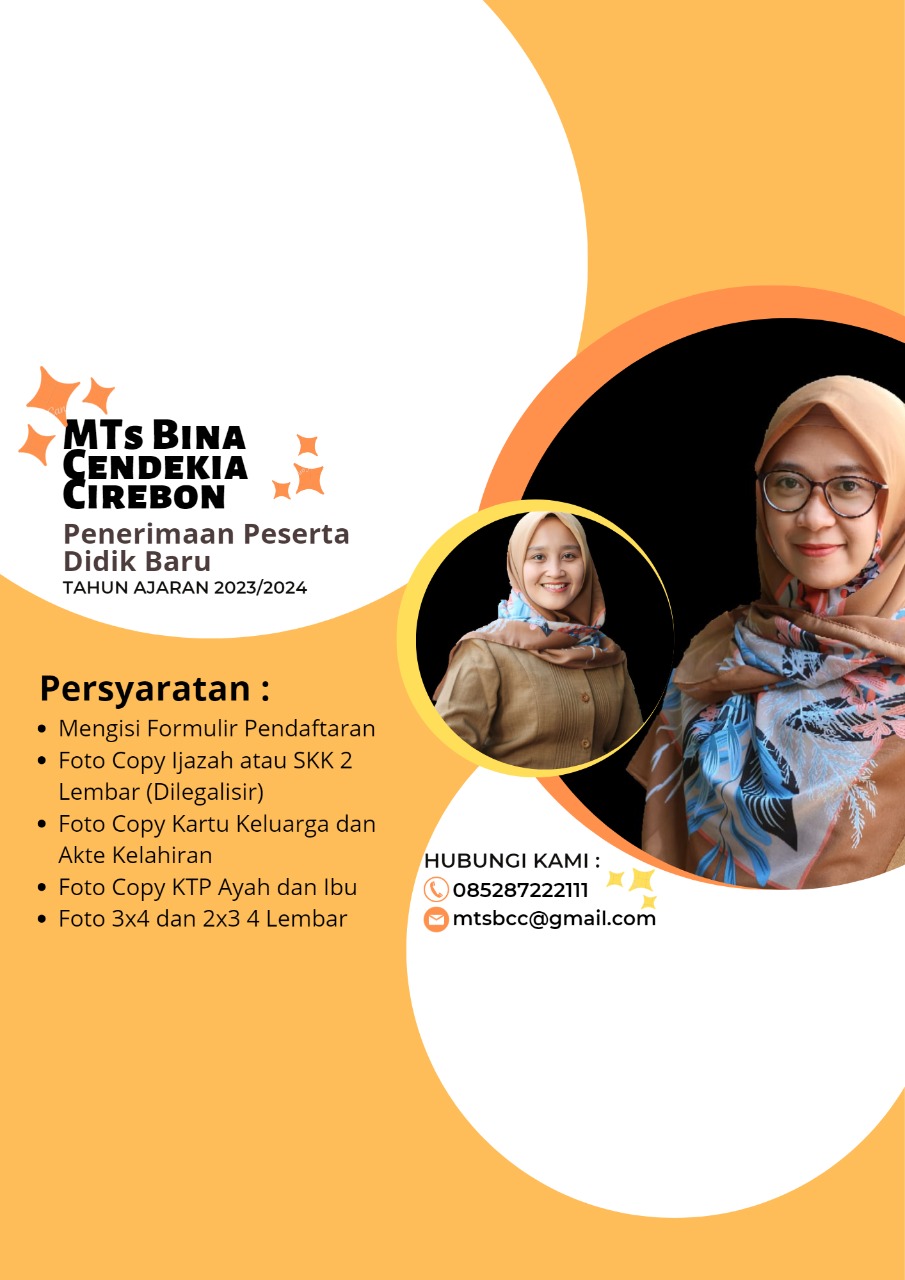 MTs Bina
Cendekia
Cirebon
Penerimaan Peserta
Didik Baru
TAHUN AJARAN 2023/2024
Persyaratan :
• Mengisi Formulir Pendaftaran
• Foto Copy Ijazah atau SKK 2
Lembar (Dilegalisir)
• Foto Copy Kartu Keluarga dan
Akte Kelahiran
• Foto Copy KTP Ayah dan Ibu
• Foto 3x4 dan 2x3 4 Lembar
HUBUNGI KAMI :
085287222111
mtsbcc@gmail.com